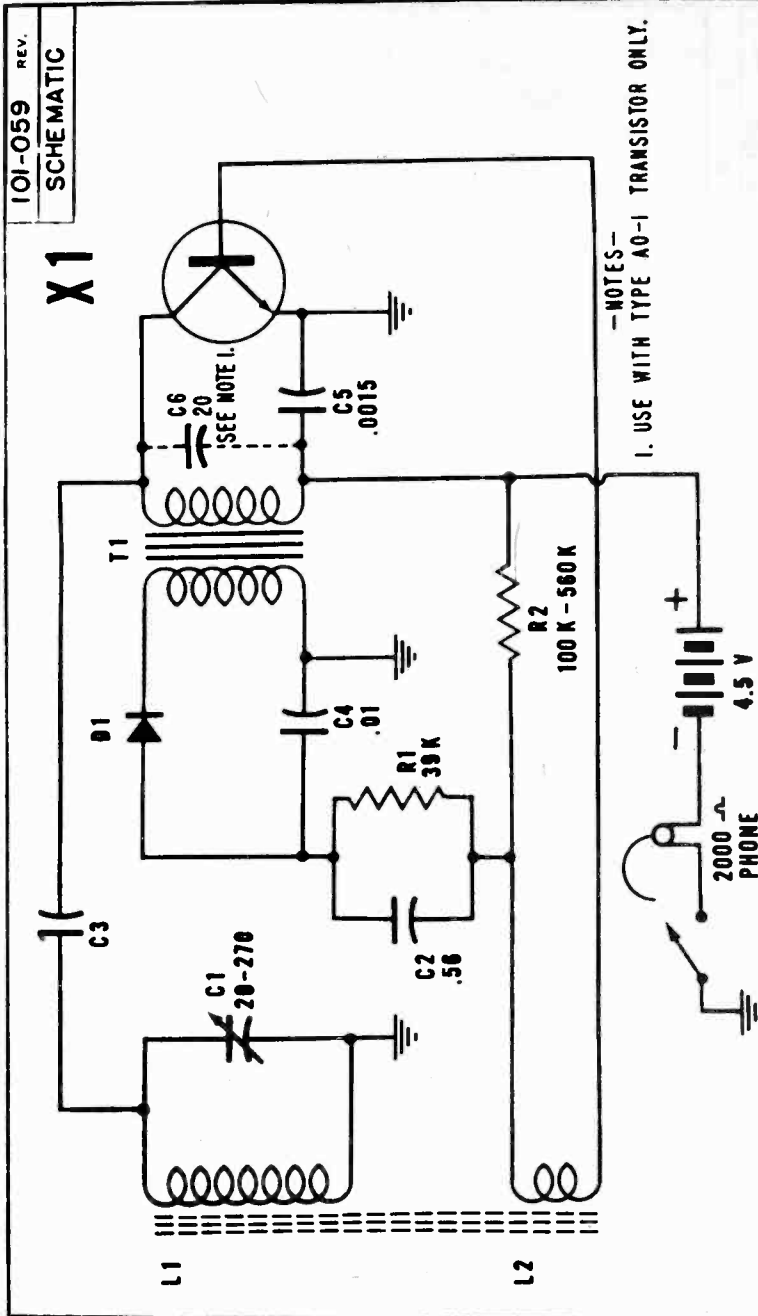 101-059 REV.
SCHEMATIC
X1
T1
C6
20
SEE NOTE 1.
C5
.0015
D1
C4
.01
C3
R1
39K
C2
.56
C1
20-270
R2
100 K - 560K
L1
L2
+
−
4.5 V
2000 Ω
PHONE
—NOTES—
1. USE WITH TYPE AO-1 TRANSISTOR ONLY.